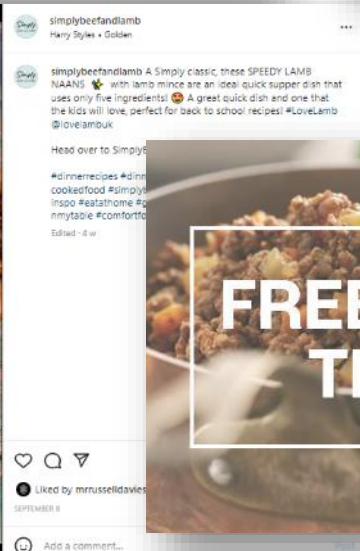 simplybeefandlamb
Harry Styles • Golden
simplybeefandlamb A Simply classic, these SPEEDY LAMB
NAANS 🌿 with lamb mince are an ideal quick supper dish that
uses only five ingredients! 😍 A great quick dish and one that
the kids will love, perfect for back to school recipes! #LoveLamb
@lovelambuk
Head over to SimplyB
#dinnerrecipes #dinn
cookedfood #simplyb
inspo #eatathome #g
nmytable #comfortfo
Edited · 4 w
FREE
TI
Liked by mrrusselldavies
SEPTEMBER 8
Add a comment...